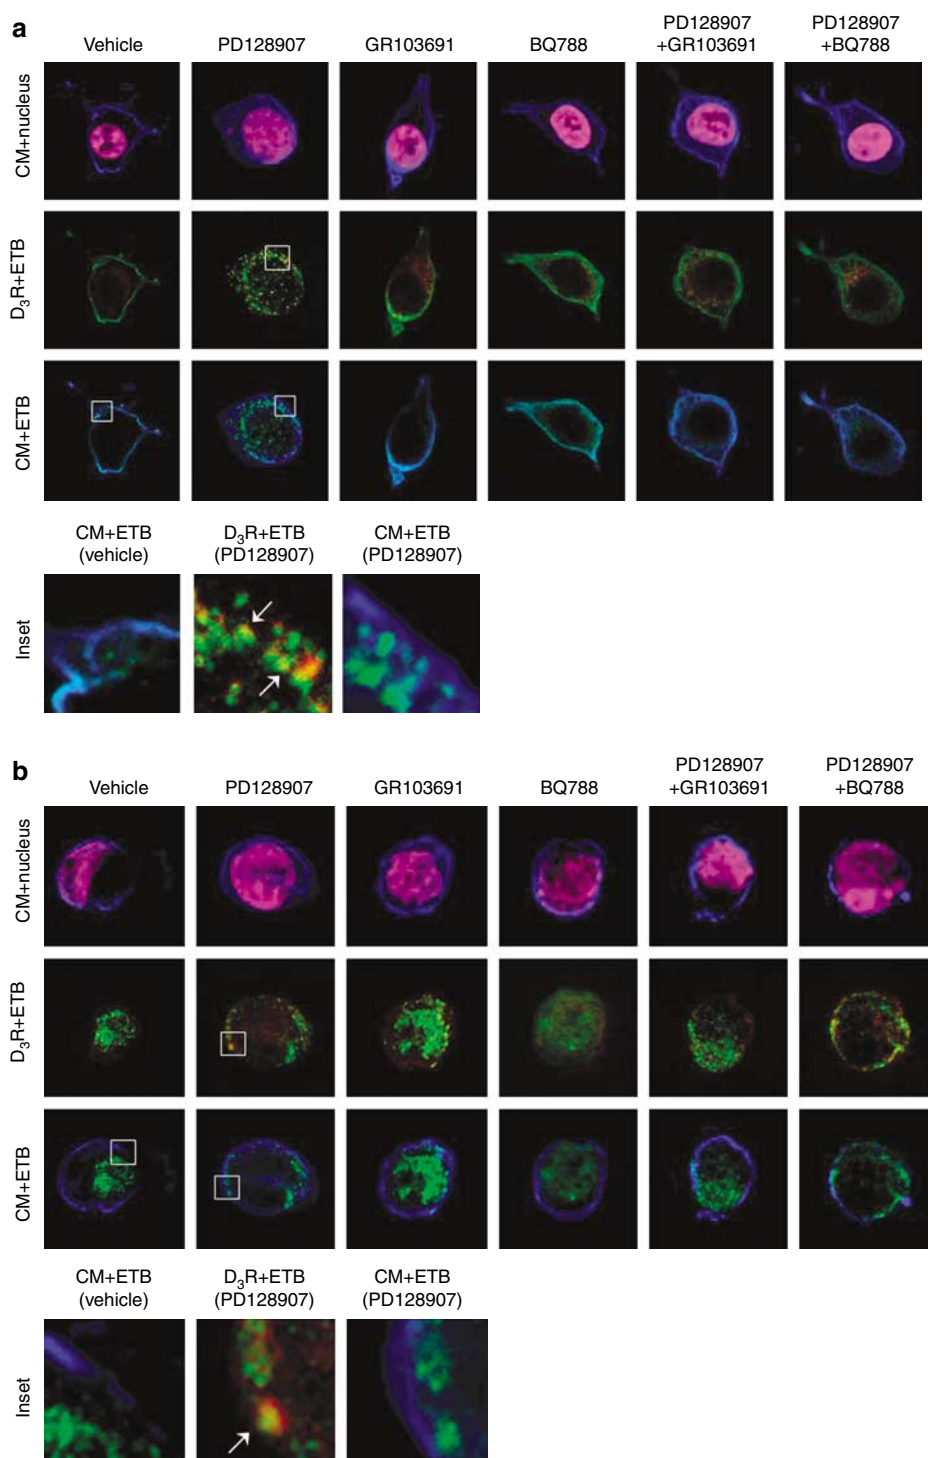 a
Vehicle PD128907 GR103691 BQ788 PD128907 +GR103691 PD128907 +BQ788
CM+nucleus
D3R+ETB
CM+ETB
CM+ETB (vehicle) D3R+ETB (PD128907) CM+ETB (PD128907)
Inset
b
Vehicle PD128907 GR103691 BQ788 PD128907 +GR103691 PD128907 +BQ788
CM+nucleus
D3R+ETB
CM+ETB
CM+ETB (vehicle) D3R+ETB (PD128907) CM+ETB (PD128907)
Inset